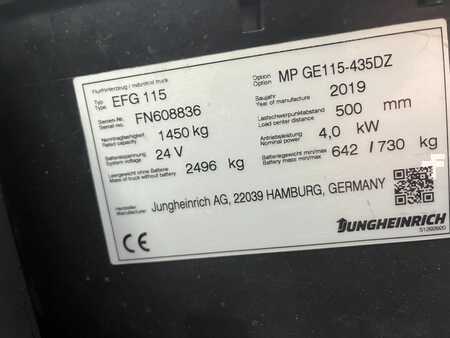 Flurförderzeug / Industrial truck
Typ
Type EFG 115
Option
Option MP GE115-435DZ
Serien-Nr.
Serial-no. FN608836
Baujahr
Year of manufacture 2019
Nenntragfähigkeit
Rated capacity 1450 kg
Lastschwerpunktabstand
Load center distance 500 mm
Batteriespannung
System voltage 24 V
Antriebsleistung
Nominal power 4,0 kW
Leergewicht ohne Batterie
Mass of truck without battery 2496 kg
Batteriegewicht min/max
Battery mass min/max 642 / 730 kg
Hersteller
Manufacturer Jungheinrich AG, 22039 HAMBURG, GERMANY
CE
JUNGHEINRICH